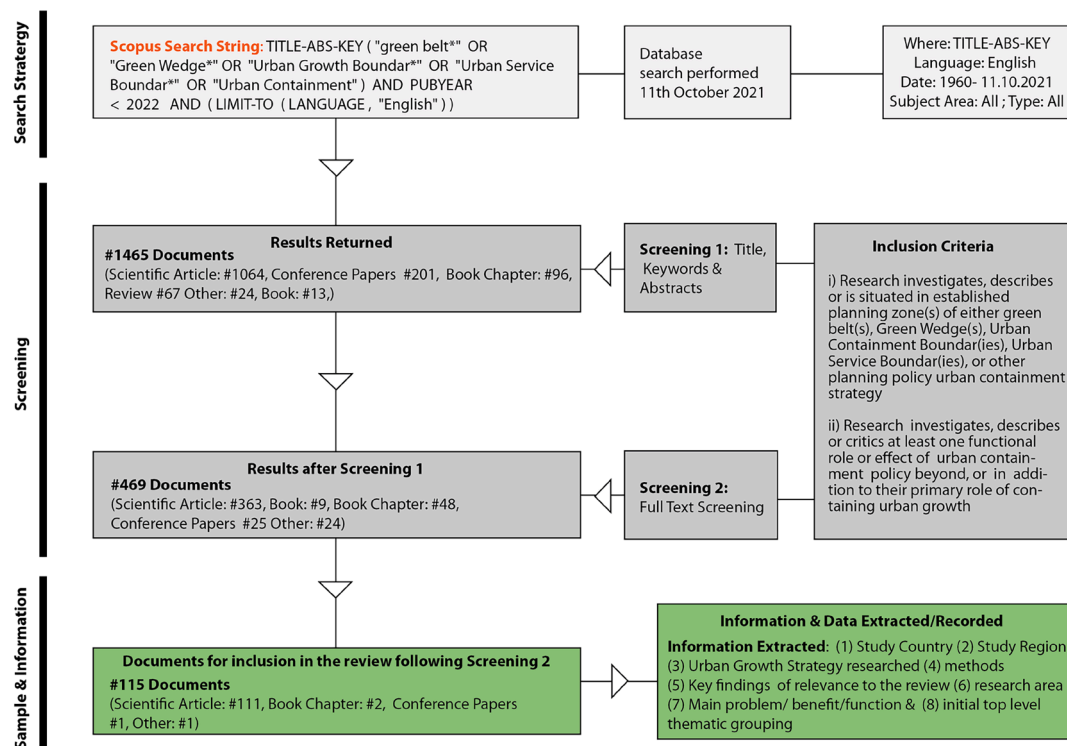 Search Stratergy
Scopus Search String: TITLE-ABS-KEY ( "green belt*" OR
"Green Wedge*" OR "Urban Growth Boundar*" OR "Urban Service
Boundar*" OR "Urban Containment" ) AND PUBYEAR
< 2022 AND ( LIMIT-TO ( LANGUAGE , "English" ) )
Database
search performed
11th October 2021
Where: TITLE-ABS-KEY
Language: English
Date: 1960- 11.10.2021
Subject Area: All ; Type: All
Screening
Results Returned
#1465 Documents
(Scientific Article: #1064, Conference Papers #201, Book Chapter: #96,
Review #67 Other: #24, Book: #13,)
Screening 1: Title,
Keywords &
Abstracts
Inclusion Criteria
i) Research investigates, describes
or is situated in established
planning zone(s) of either green
belt(s), Green Wedge(s), Urban
Containment Boundar(ies), Urban
Service Boundar(ies), or other
planning policy urban containment
strategy
ii) Research investigates, describes
or critics at least one functional
role or effect of urban contain-
ment policy beyond, or in addi-
tion to their primary role of con-
taining urban growth
Results after Screening 1
#469 Documents
(Scientific Article: #363, Book: #9, Book Chapter: #48,
Conference Papers #25 Other: #24)
Screening 2:
Full Text Screening
Sample & Information
Documents for inclusion in the review following Screening 2
#115 Documents
(Scientific Article: #111, Book Chapter: #2, Conference Papers
#1, Other: #1)
Information & Data Extracted/Recorded
Information Extracted: (1) Study Country (2) Study Region
(3) Urban Growth Strategy researched (4) methods
(5) Key findings of relevance to the review (6) research area
(7) Main problem/ benefit/function & (8) initial top level
thematic grouping